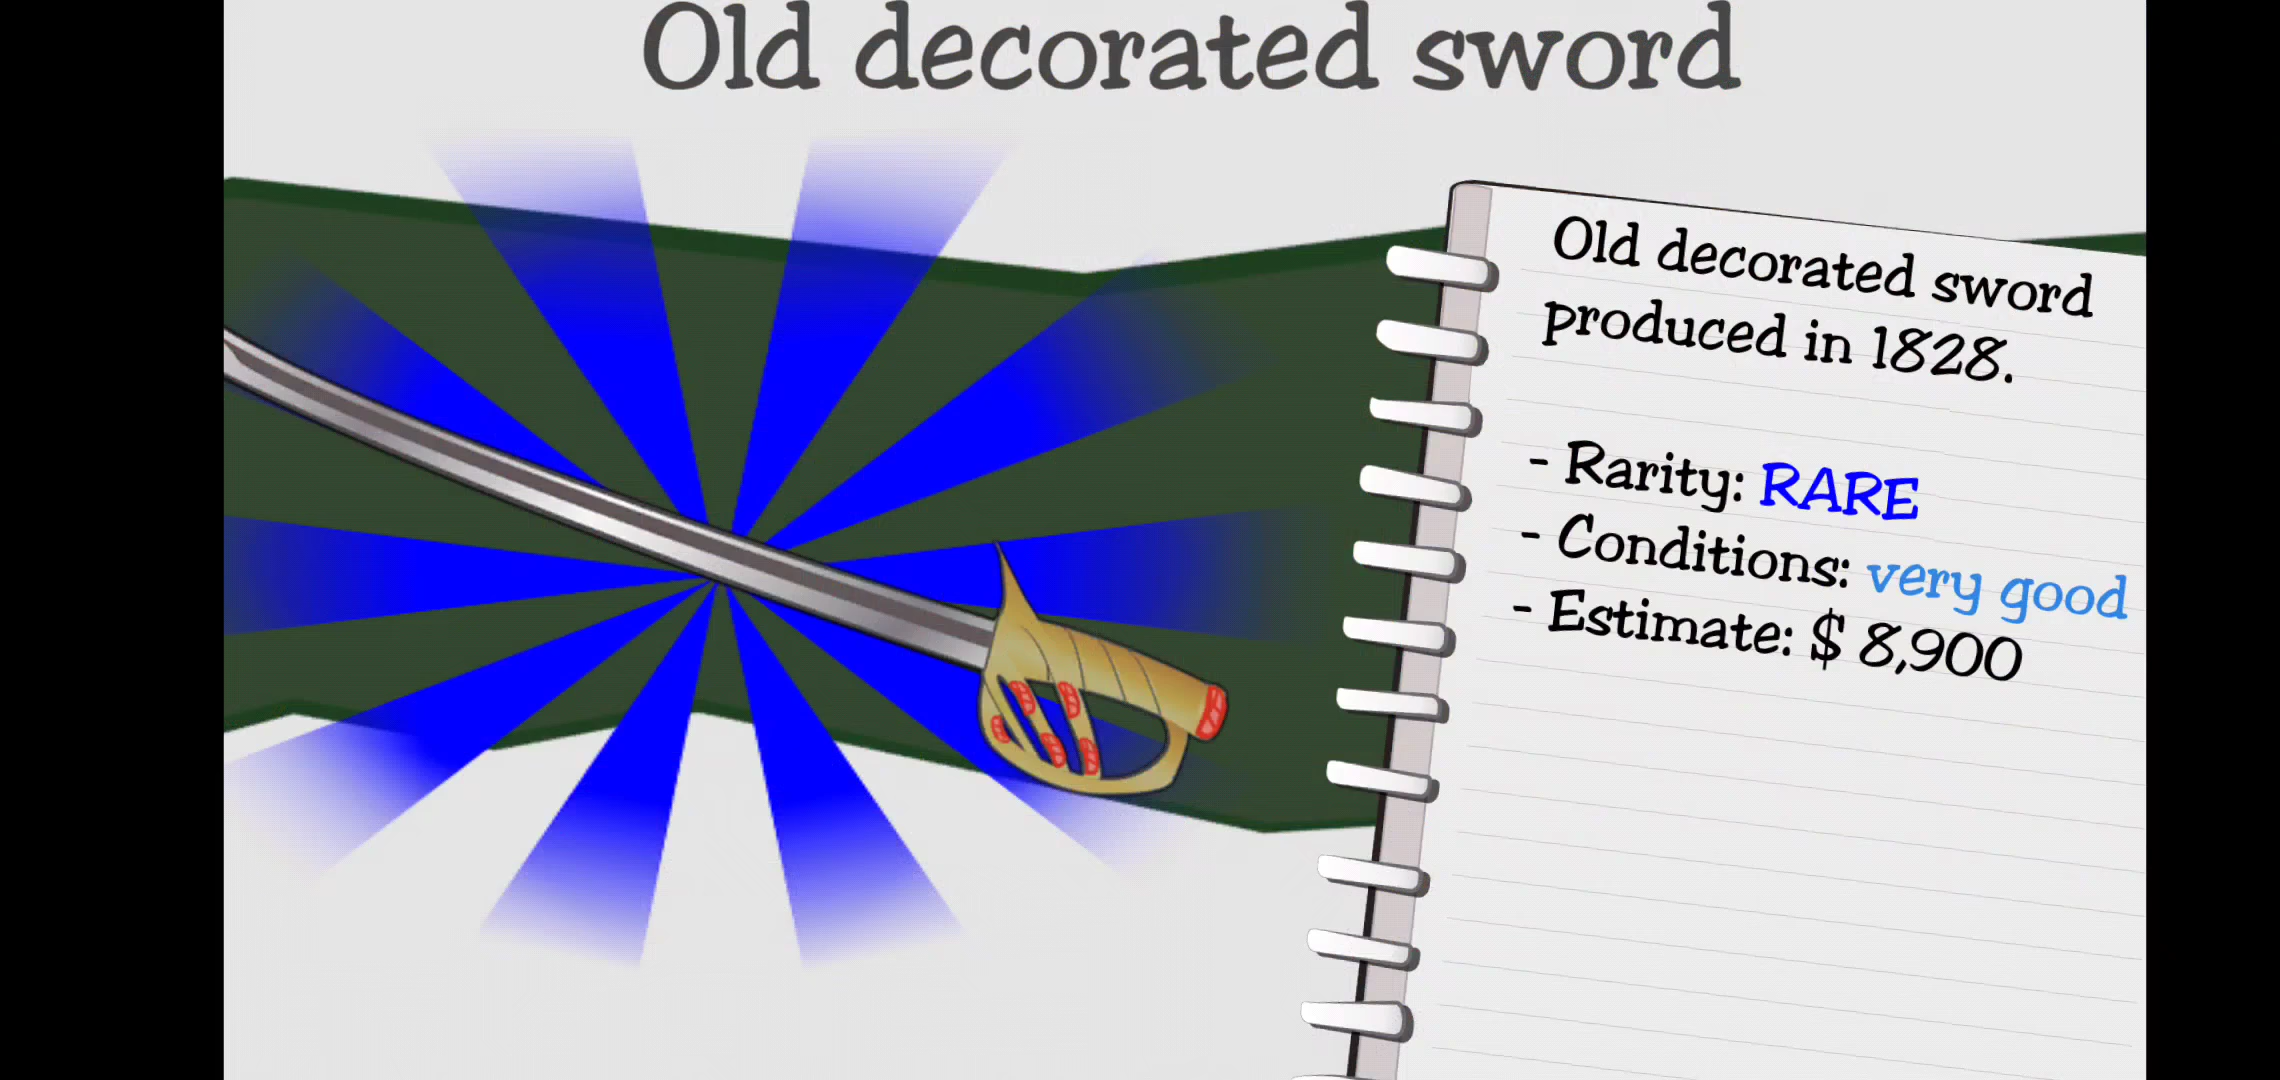 Old decorated sword
Old decorated sword
produced in 1828.
- Rarity: RARE
- Conditions: very good
- Estimate: $ 8,900